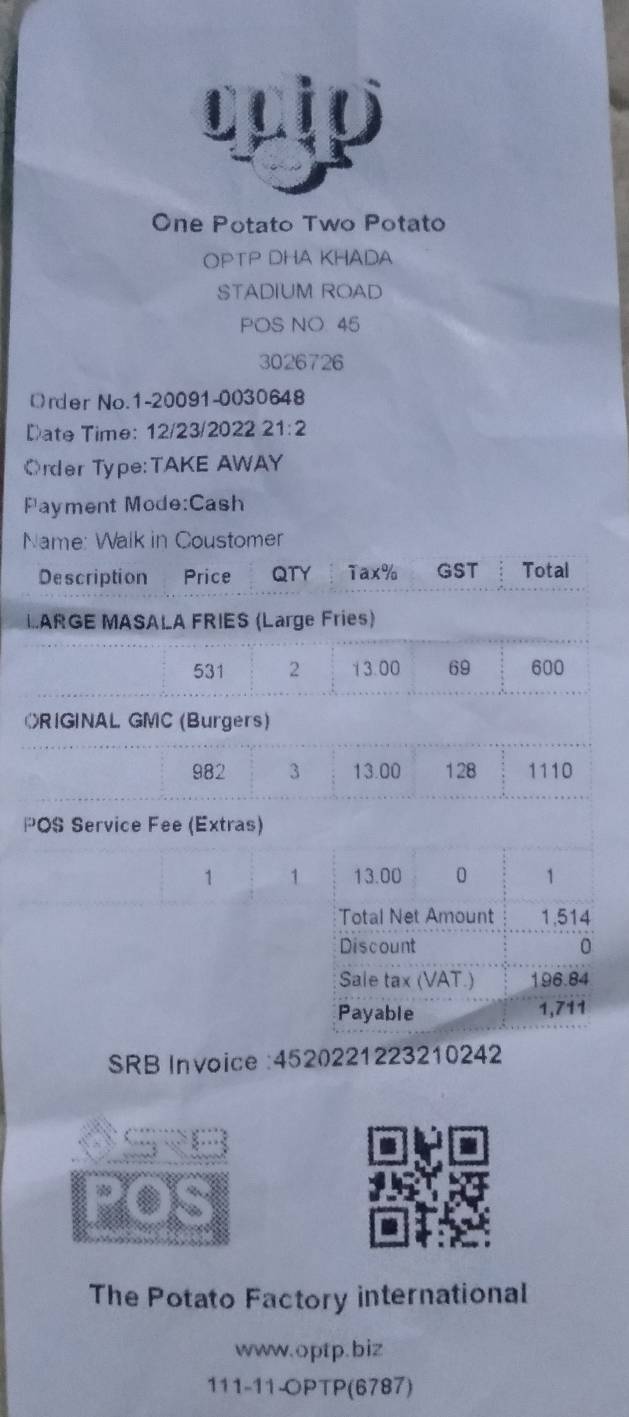 optp
One Potato Two Potato
OPTP DHA KHADA
STADIUM ROAD
POS NO 45
3026726
Order No.1-20091-0030648
Date Time: 12/23/2022 21:2
Order Type:TAKE AWAY
Payment Mode:Cash
Name: Walk in Coustomer
Description Price QTY Tax% GST Total
LARGE MASALA FRIES (Large Fries)
531 2 13.00 69 600
ORIGINAL GMC (Burgers)
982 3 13.00 128 1110
POS Service Fee (Extras)
1 1 13.00 0 1
Total Net Amount 1,514
Discount 0
Sale tax (VAT.) 196.84
Payable 1,711
SRB Invoice :4520221223210242
SRB
POS
The Potato Factory international
www.optp.biz
111-11-OPTP(6787)